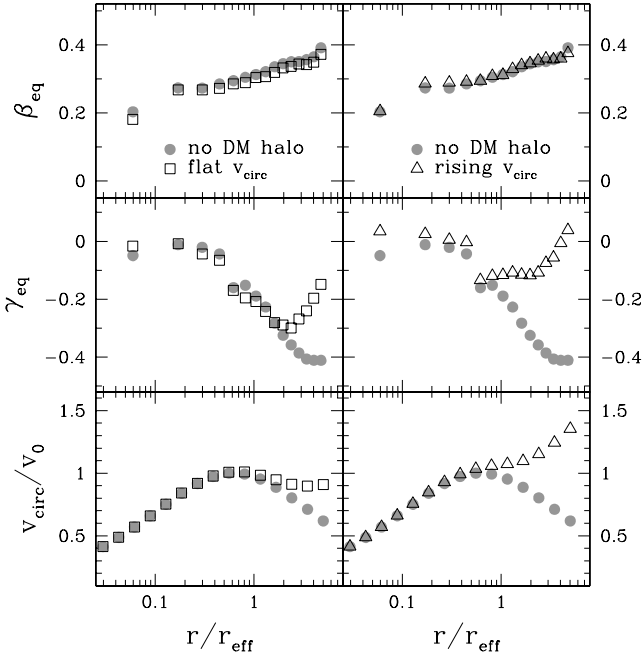 0.4
0.2
0
β_eq
no DM halo
flat v_circ
no DM halo
rising v_circ
0.4
0.2
0
0
−0.2
−0.4
γ_eq
0
−0.2
−0.4
1.5
1
0.5
v_circ/v_0
1.5
1
0.5
0.1
1
0.1
1
r/r_eff
r/r_eff